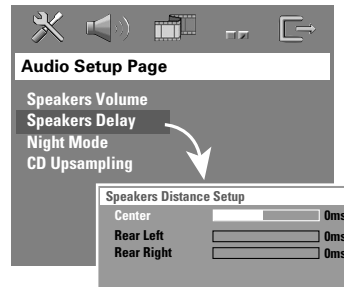 Audio Setup Page
Speakers Volume
Speakers Delay
Night Mode
CD Upsampling
Speakers Distance Setup
Center 0ms
Rear Left 0ms
Rear Right 0ms